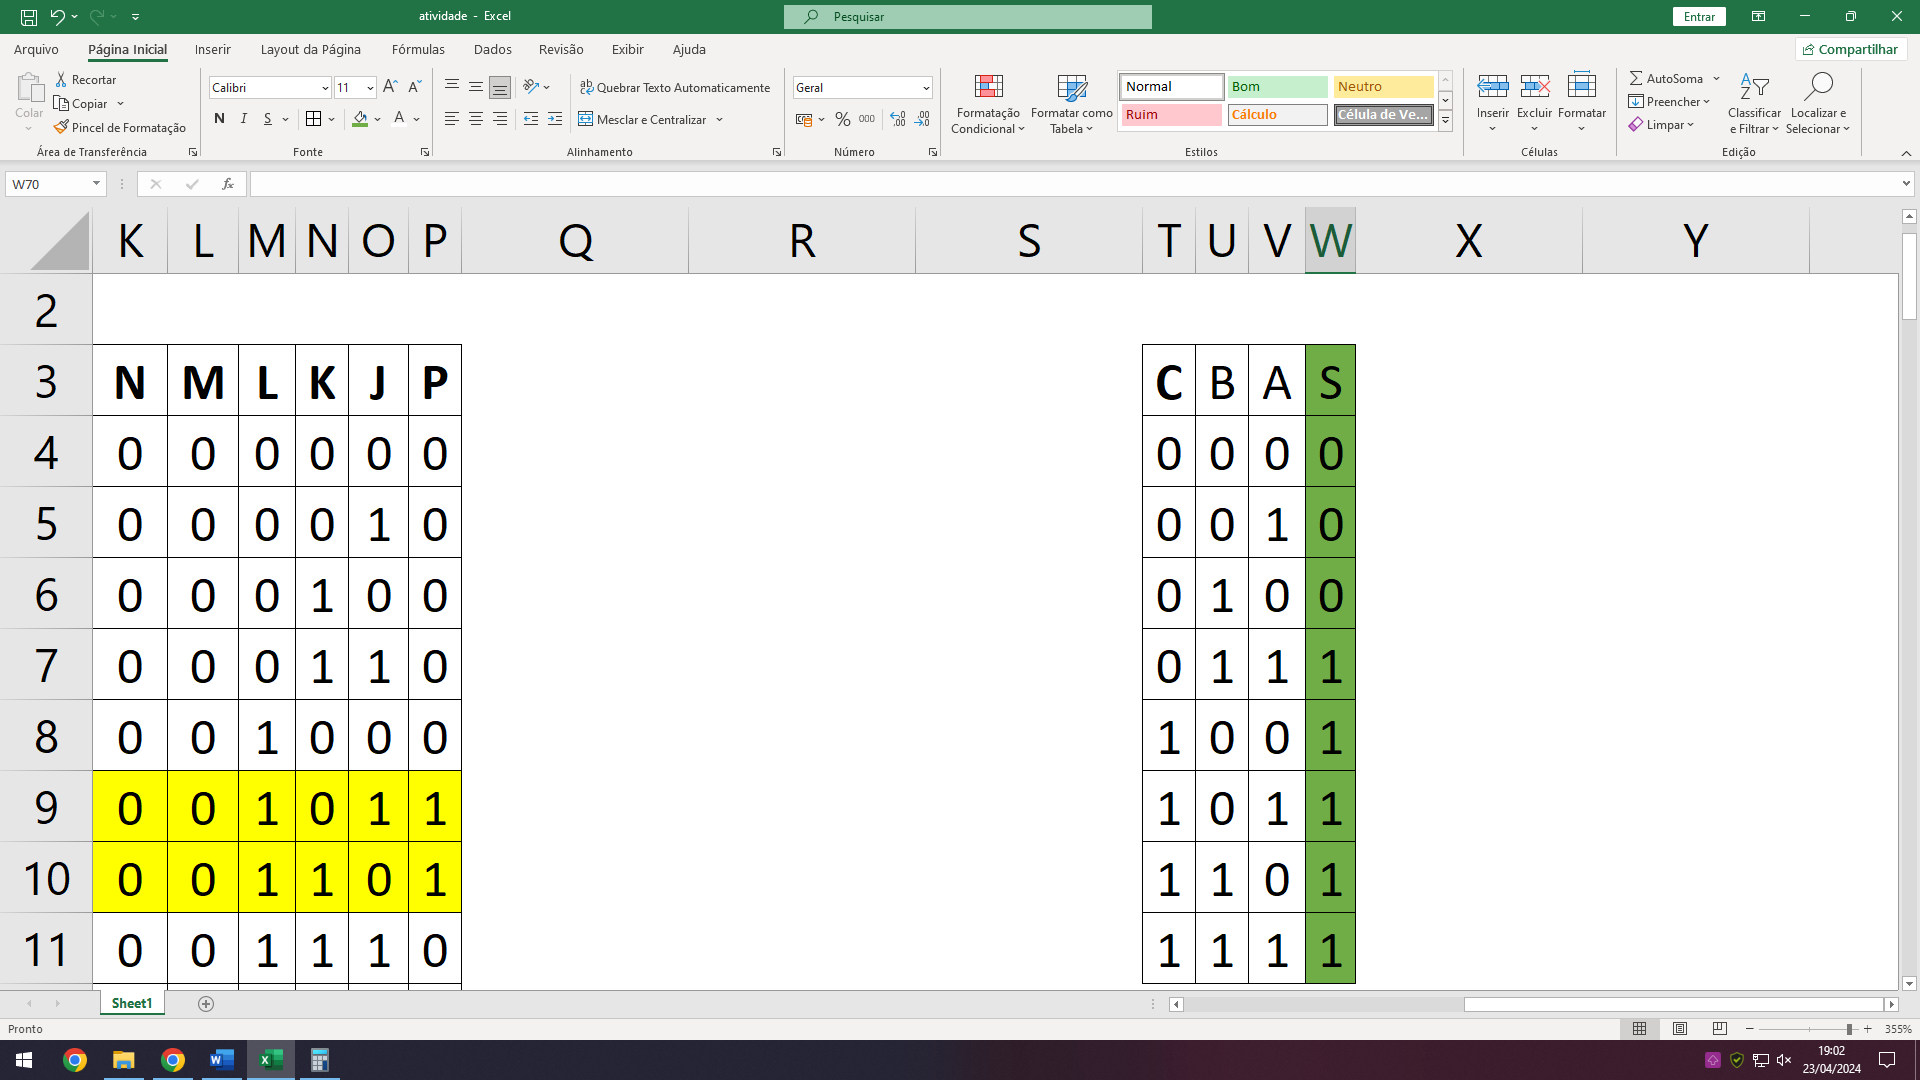 atividade - Excel
Pesquisar
Entrar
Arquivo Página Inicial Inserir Layout da Página Fórmulas Dados Revisão Exibir Ajuda
Compartilhar
Colar
Recortar
Copiar
Pincel de Formatação
Área de Transferência
Calibri 11
N I S A
Fonte
Quebrar Texto Automaticamente
Mesclar e Centralizar
Alinhamento
Geral
% 000
Número
Formatação Condicional
Formatar como Tabela
Normal Bom Neutro
Ruim Cálculo Célula de Ve...
Estilos
Inserir Excluir Formatar
Células
AutoSoma
Preencher
Limpar
Classificar e Filtrar
Localizar e Selecionar
Edição
W70
fx
K L M N O P Q R S T U V W X Y
2
3 N M L K J P C B A S
4 0 0 0 0 0 0 0 0 0 0
5 0 0 0 0 1 0 0 0 1 0
6 0 0 0 1 0 0 0 1 0 0
7 0 0 0 1 1 0 0 1 1 1
8 0 0 1 0 0 0 1 0 0 1
9 0 0 1 0 1 1 1 0 1 1
10 0 0 1 1 0 1 1 1 0 1
11 0 0 1 1 1 0 1 1 1 1
Sheet1
Pronto
355%
19:02
23/04/2024